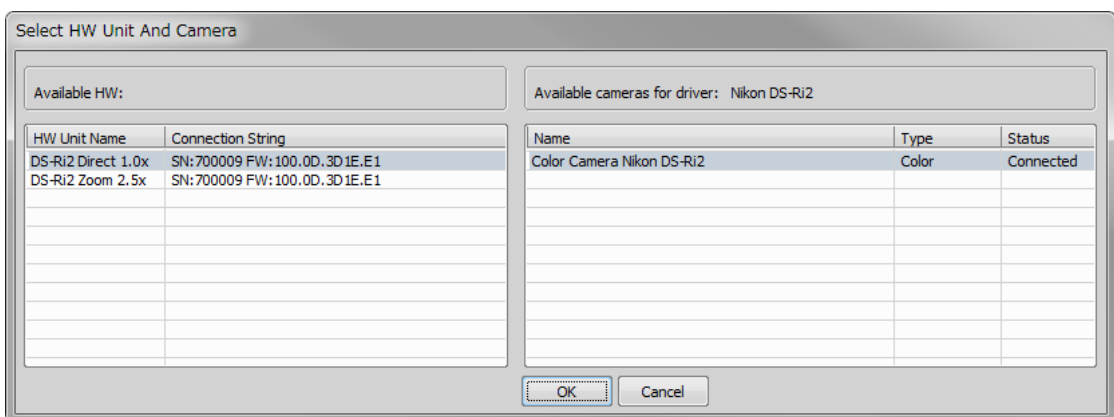 Select HW Unit And Camera
Available HW:
HW Unit Name Connection String
DS-Ri2 Direct 1.0x SN:700009 FW:100.0D.3D1E.E1
DS-Ri2 Zoom 2.5x SN:700009 FW:100.0D.3D1E.E1
Available cameras for driver: Nikon DS-Ri2
Name Type Status
Color Camera Nikon DS-Ri2 Color Connected
OK Cancel